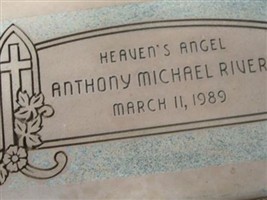 HEAVEN'S ANGEL
ANTHONY MICHAEL RIVER
MARCH 11, 1989